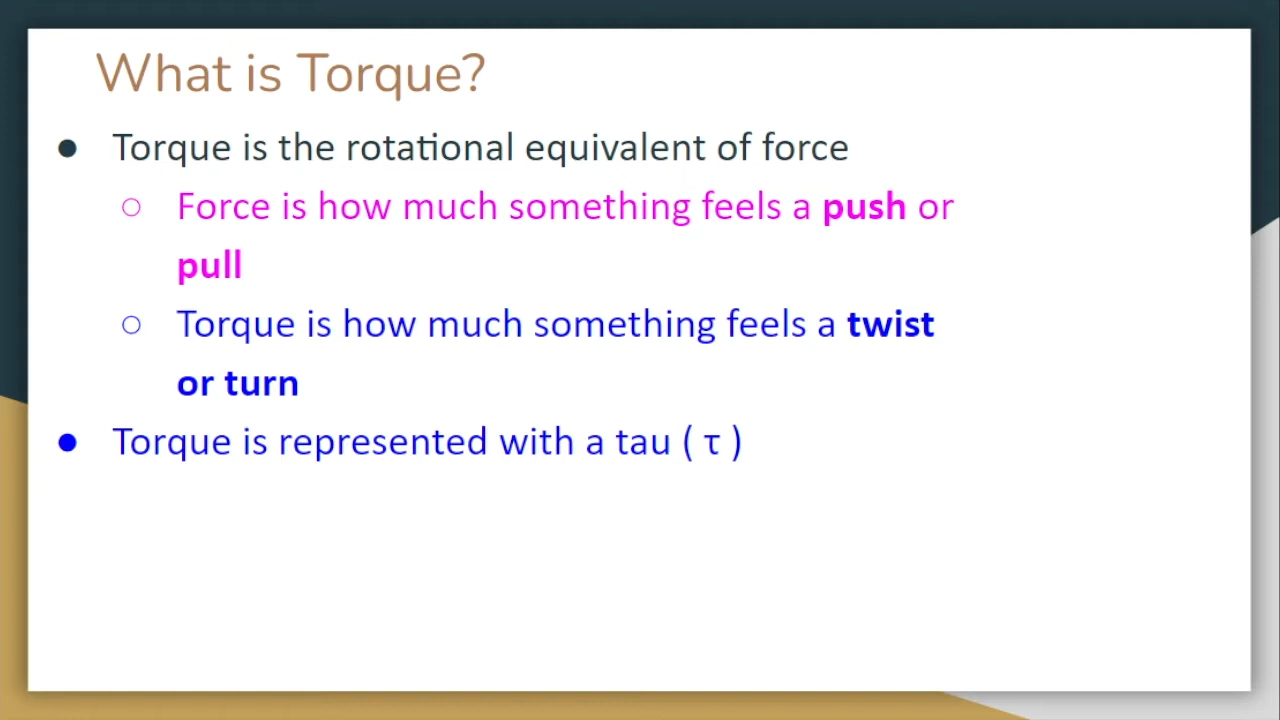 What is Torque?
● Torque is the rotational equivalent of force
○ Force is how much something feels a push or
pull
○ Torque is how much something feels a twist
or turn
● Torque is represented with a tau ( τ )